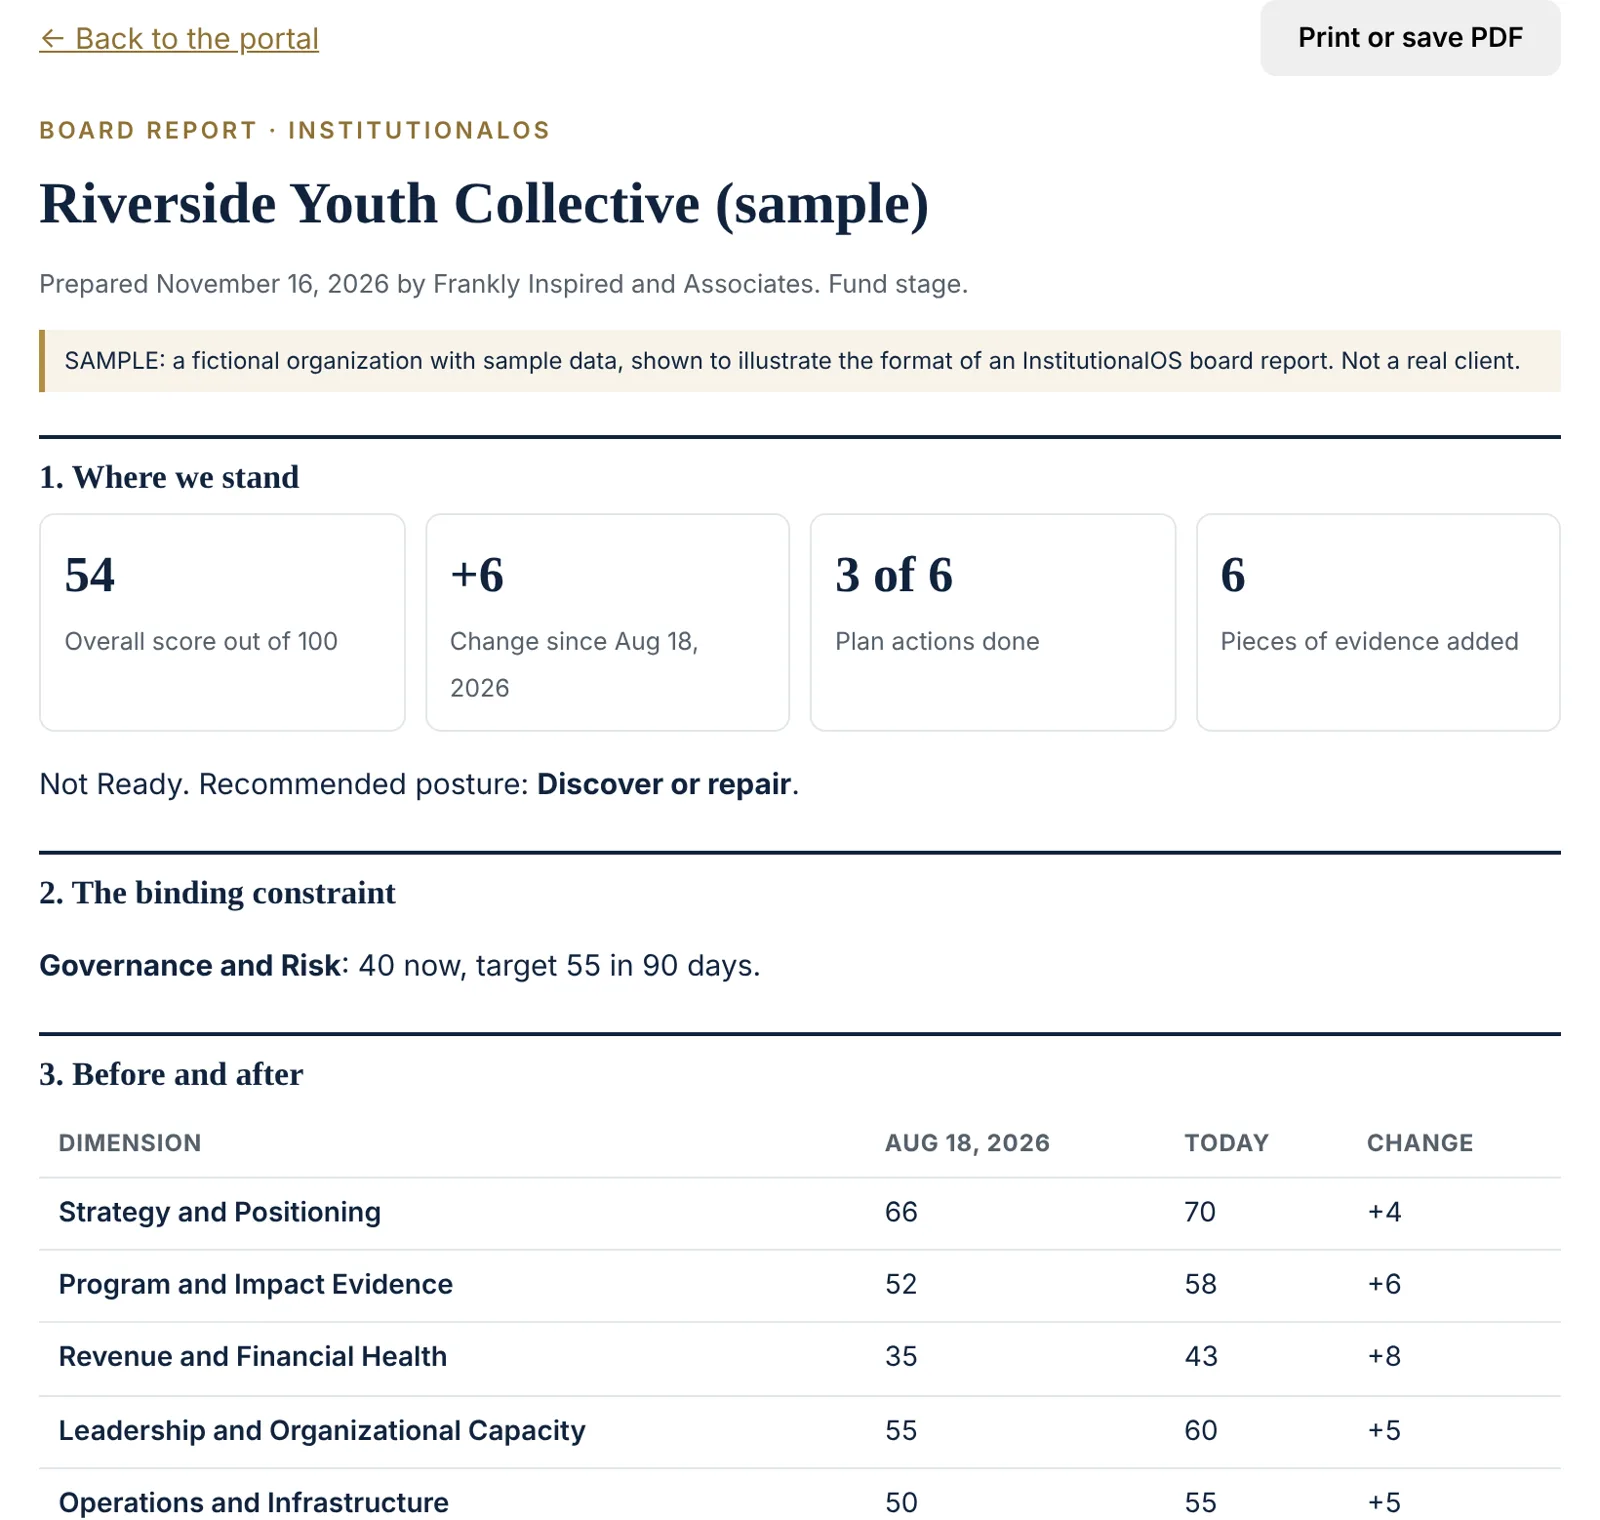 ← Back to the portal
Print or save PDF
BOARD REPORT · INSTITUTIONALOS
Riverside Youth Collective (sample)
Prepared November 16, 2026 by Frankly Inspired and Associates. Fund stage.
SAMPLE: a fictional organization with sample data, shown to illustrate the format of an InstitutionalOS board report. Not a real client.
1. Where we stand
54
Overall score out of 100
+6
Change since Aug 18,
2026
3 of 6
Plan actions done
6
Pieces of evidence added
Not Ready. Recommended posture: Discover or repair.
2. The binding constraint
Governance and Risk: 40 now, target 55 in 90 days.
3. Before and after
DIMENSION AUG 18, 2026 TODAY CHANGE
Strategy and Positioning 66 70 +4
Program and Impact Evidence 52 58 +6
Revenue and Financial Health 35 43 +8
Leadership and Organizational Capacity 55 60 +5
Operations and Infrastructure 50 55 +5